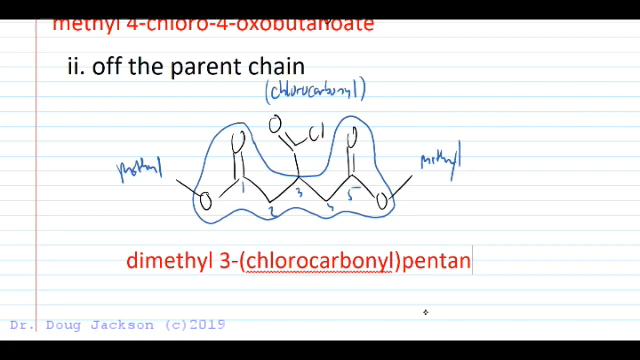 methyl 4-chloro-4-oxobutanoate
ii. off the parent chain
(chlorocarbonyl)
O
Cl
O
O
methyl
methyl
1
3
5
O
2
4
O
dimethyl 3-(chlorocarbonyl)pentan
Dr. Doug Jackson (c)2019